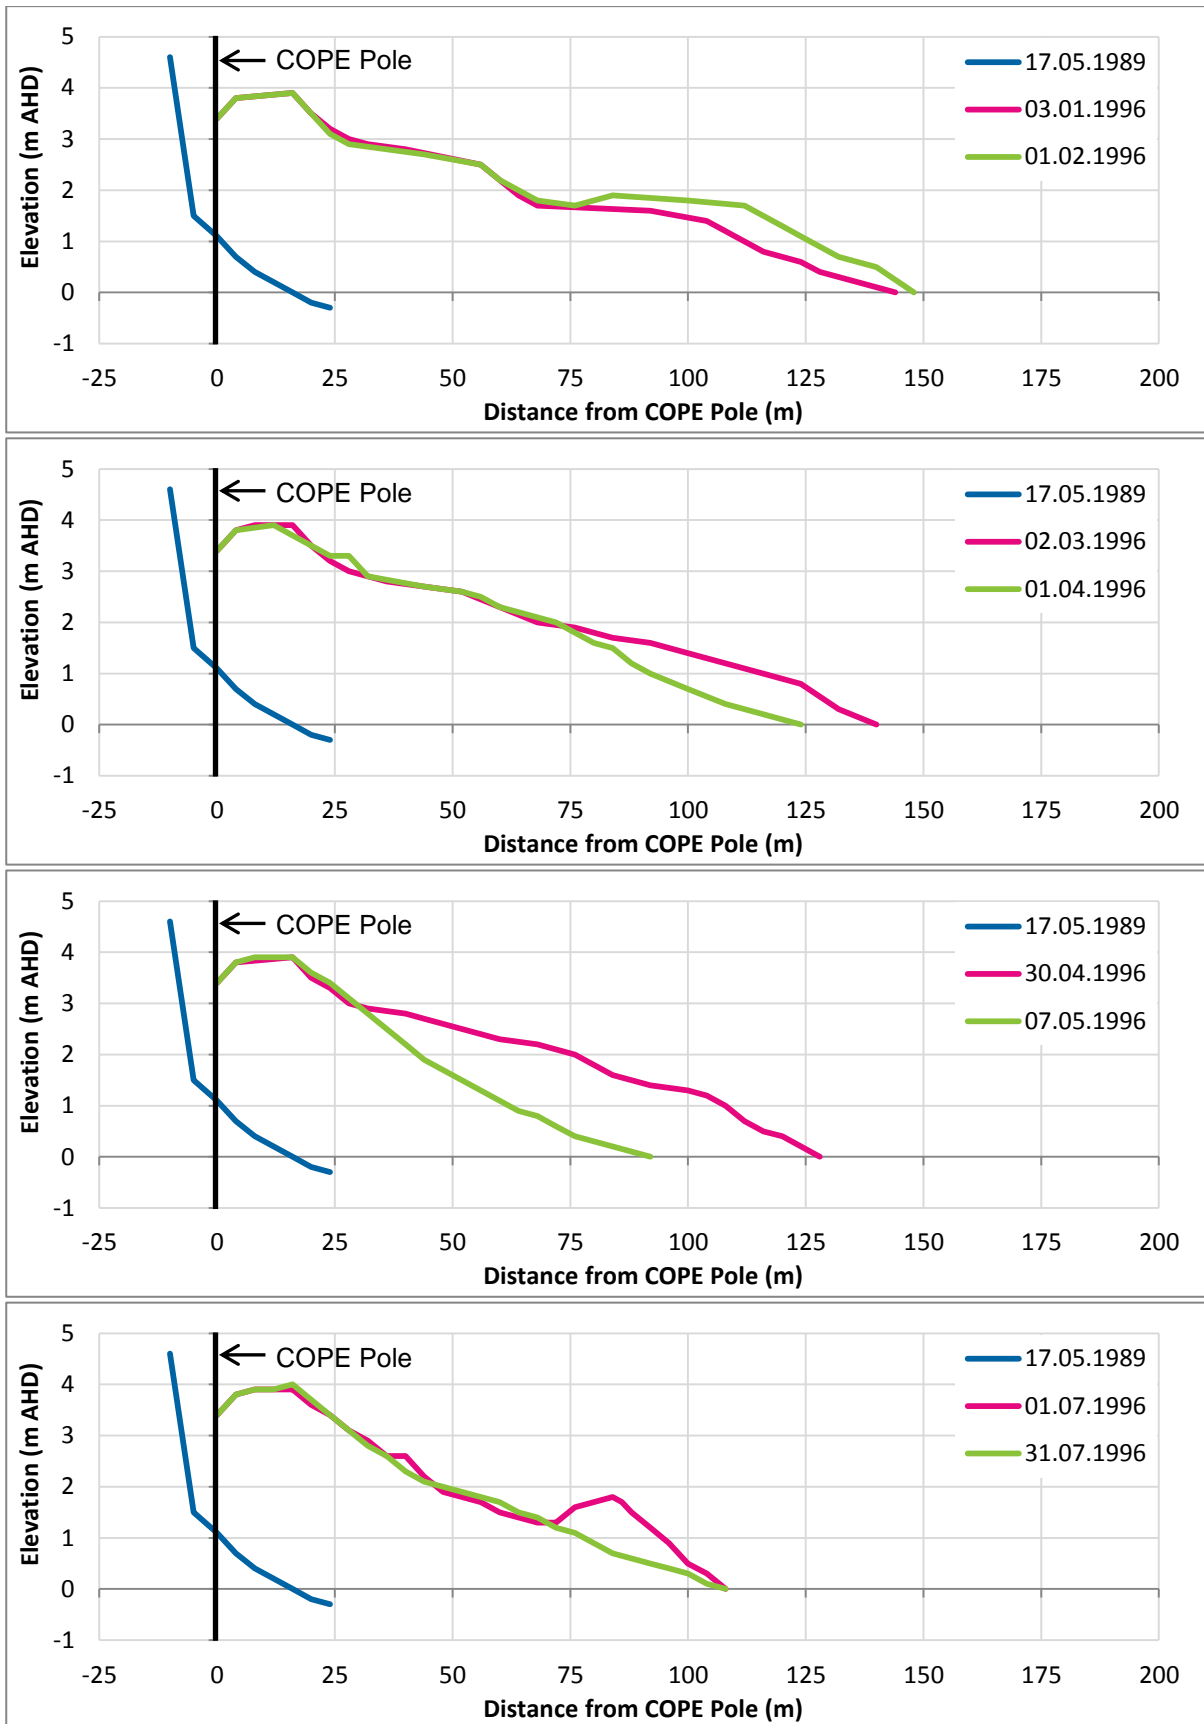 5
4
3
2
1
0
-1
Elevation (m AHD)
COPE Pole
17.05.1989
03.01.1996
01.02.1996
-25 0 25 50 75 100 125 150 175 200
Distance from COPE Pole (m)
5
4
3
2
1
0
-1
Elevation (m AHD)
COPE Pole
17.05.1989
02.03.1996
01.04.1996
-25 0 25 50 75 100 125 150 175 200
Distance from COPE Pole (m)
5
4
3
2
1
0
-1
Elevation (m AHD)
COPE Pole
17.05.1989
30.04.1996
07.05.1996
-25 0 25 50 75 100 125 150 175 200
Distance from COPE Pole (m)
5
4
3
2
1
0
-1
Elevation (m AHD)
COPE Pole
17.05.1989
01.07.1996
31.07.1996
-25 0 25 50 75 100 125 150 175 200
Distance from COPE Pole (m)